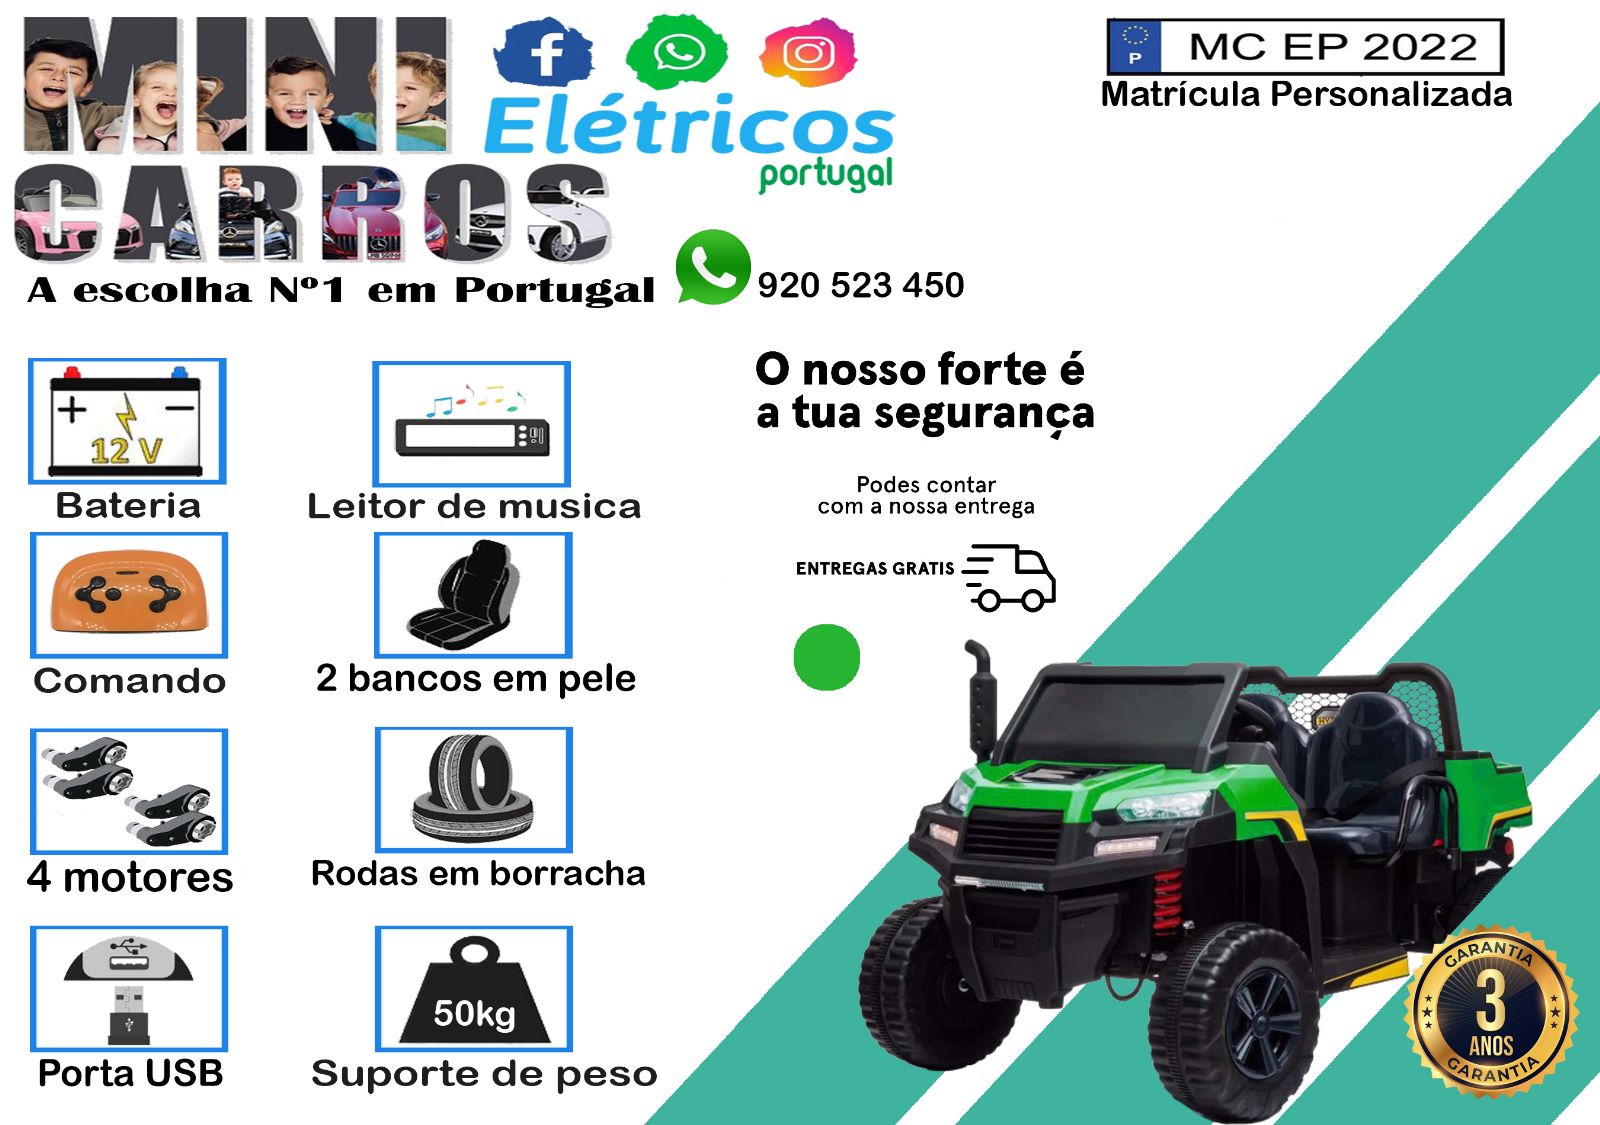 MINI
Elétricos
portugal
CARROS
A escolha Nº1 em Portugal
920 523 450
P
MC EP 2022
Matrícula Personalizada
+ -
12 V
Bateria
Leitor de musica
Comando
2 bancos em pele
4 motores
Rodas em borracha
Porta USB
50kg
Suporte de peso
O nosso forte é
a tua segurança
Podes contar
com a nossa entrega
ENTREGAS GRATIS
GARANTIA
3
ANOS
GARANTIA